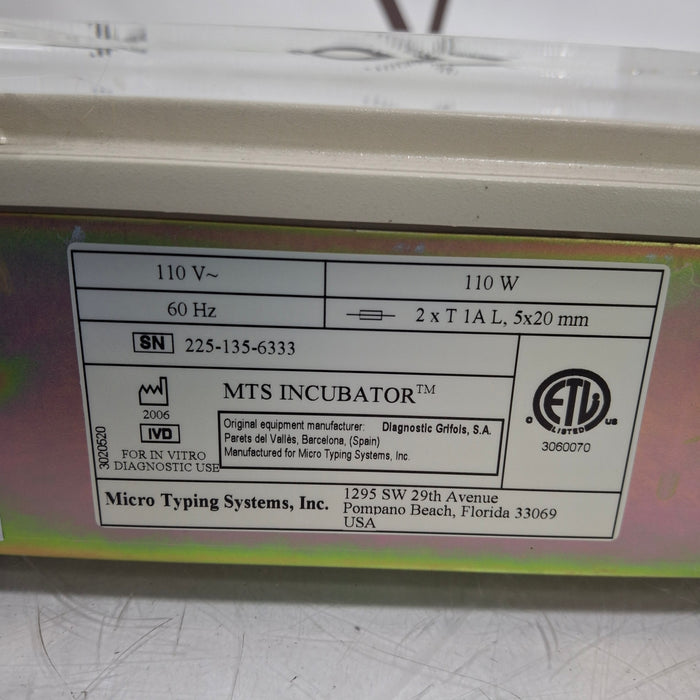 110 V~
110 W
60 Hz
2 x T 1A L, 5x20 mm
SN 225-135-6333
MTS INCUBATOR™
2006
IVD
FOR IN VITRO
DIAGNOSTIC USE
3020520
Original equipment manufacturer: Diagnostic Grifols, S.A.
Parets del Vallès, Barcelona, (Spain)
Manufactured for Micro Typing Systems, Inc.
ETL
C US
LISTED
3060070
Micro Typing Systems, Inc.
1295 SW 29th Avenue
Pompano Beach, Florida 33069
USA